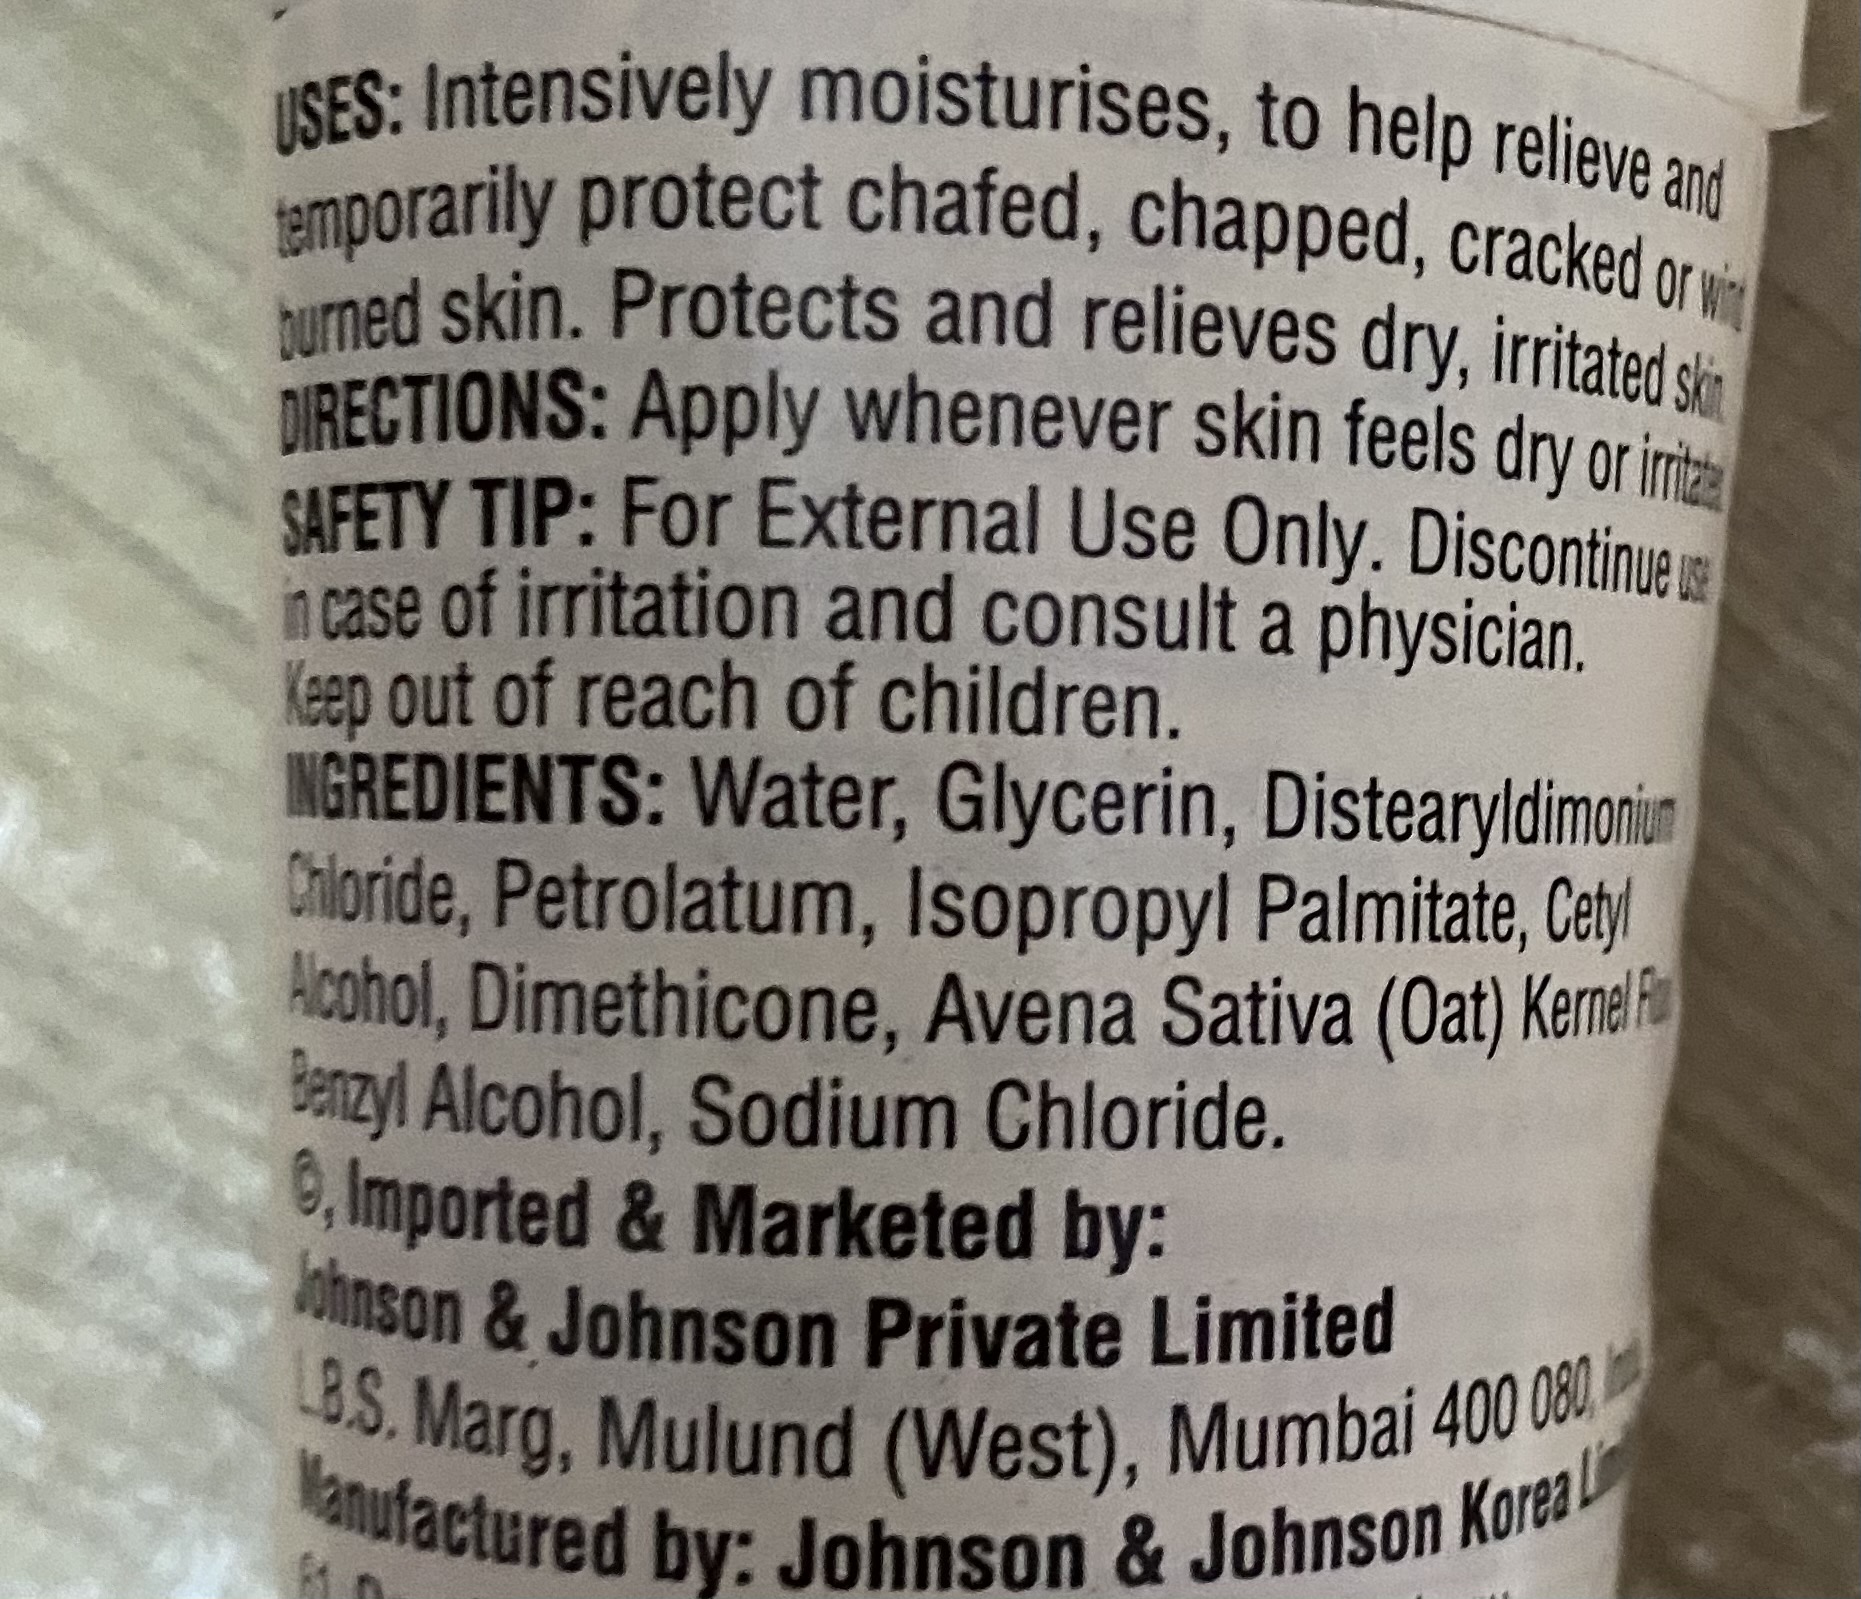 USES: Intensively moisturises, to help relieve and
temporarily protect chafed, chapped, cracked or wind
burned skin. Protects and relieves dry, irritated skin.
DIRECTIONS: Apply whenever skin feels dry or irritated
SAFETY TIP: For External Use Only. Discontinue use
in case of irritation and consult a physician.
Keep out of reach of children.
INGREDIENTS: Water, Glycerin, Distearyldimonium
Chloride, Petrolatum, Isopropyl Palmitate, Cetyl
Alcohol, Dimethicone, Avena Sativa (Oat) Kernel
Benzyl Alcohol, Sodium Chloride.
©, Imported & Marketed by:
Johnson & Johnson Private Limited
L.B.S. Marg, Mulund (West), Mumbai 400 080,
Manufactured by: Johnson & Johnson Korea